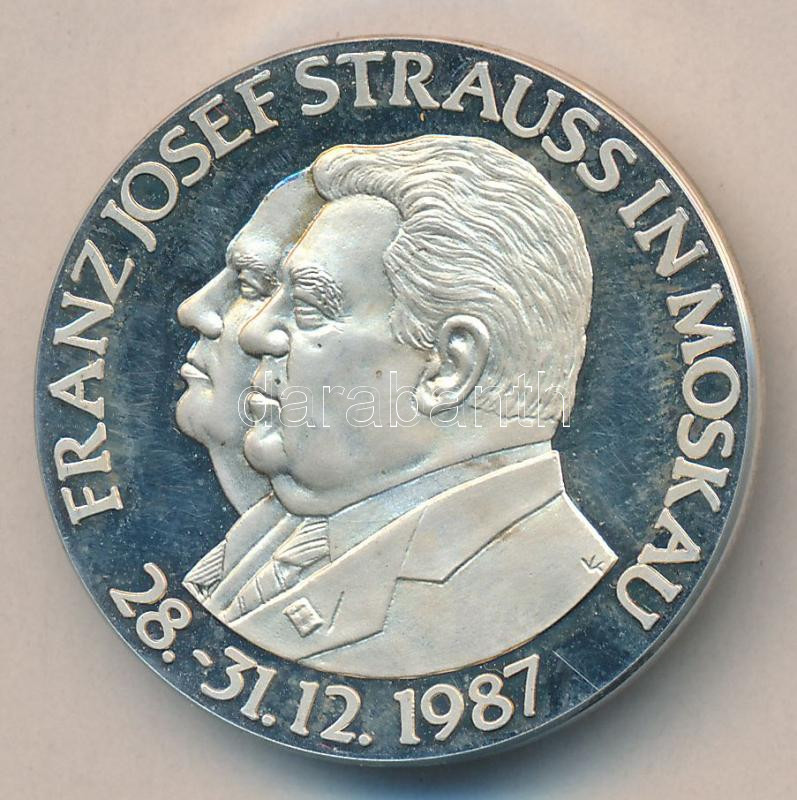 FRANZ JOSEF STRAUSS IN MOSKAU
28.-31.12.1987
darabanth